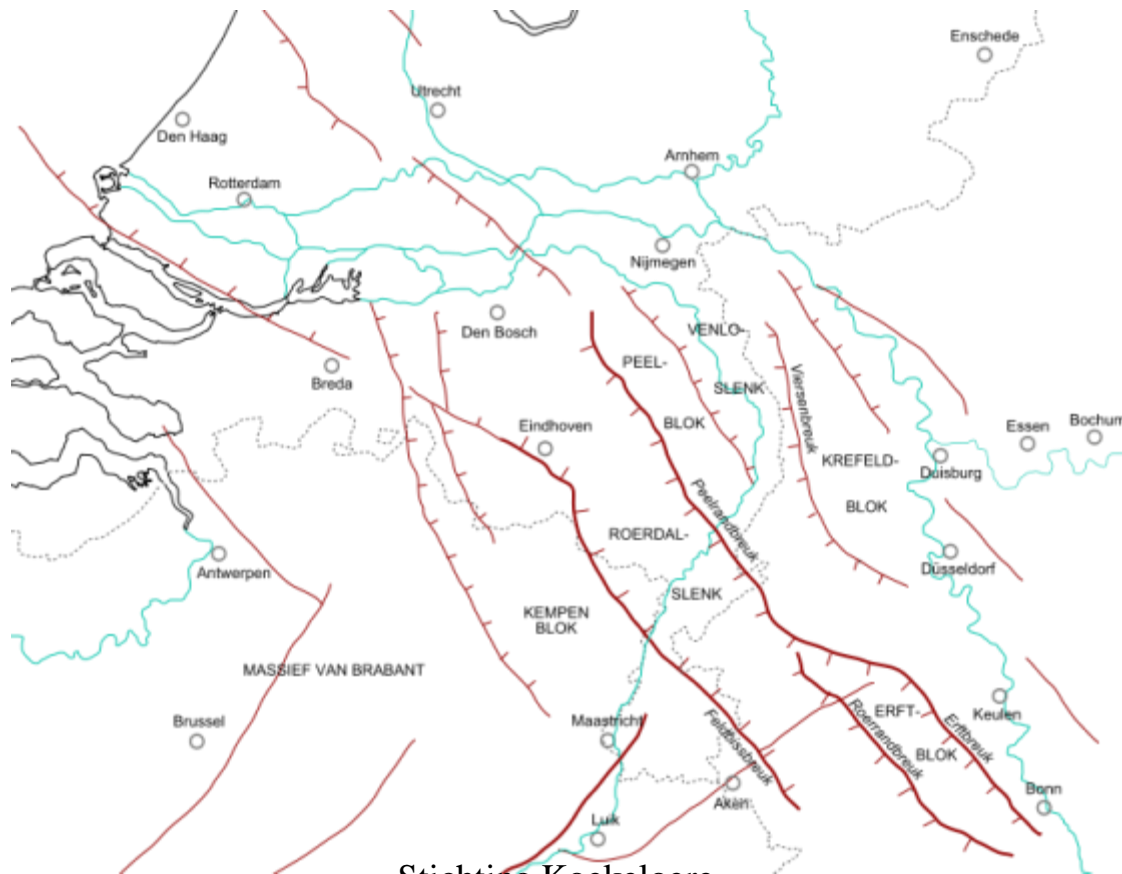 Enschede
Utrecht
Den Haag
Arnhem
Rotterdam
Nijmegen
Den Bosch
VENLO-
PEEL-
SLENK
Viersenbreuk
Breda
BLOK
Eindhoven
Essen
Bochum
KREFELD-
Duisburg
BLOK
Peelrandbreuk
ROERDAL-
Antwerpen
Düsseldorf
SLENK
KEMPEN
BLOK
MASSIEF VAN BRABANT
Brussel
Maastricht
Feldbissbreuk
Roerrandbreuk
ERFT-
Erftbreuk
Keulen
BLOK
Aken
Bonn
Luik